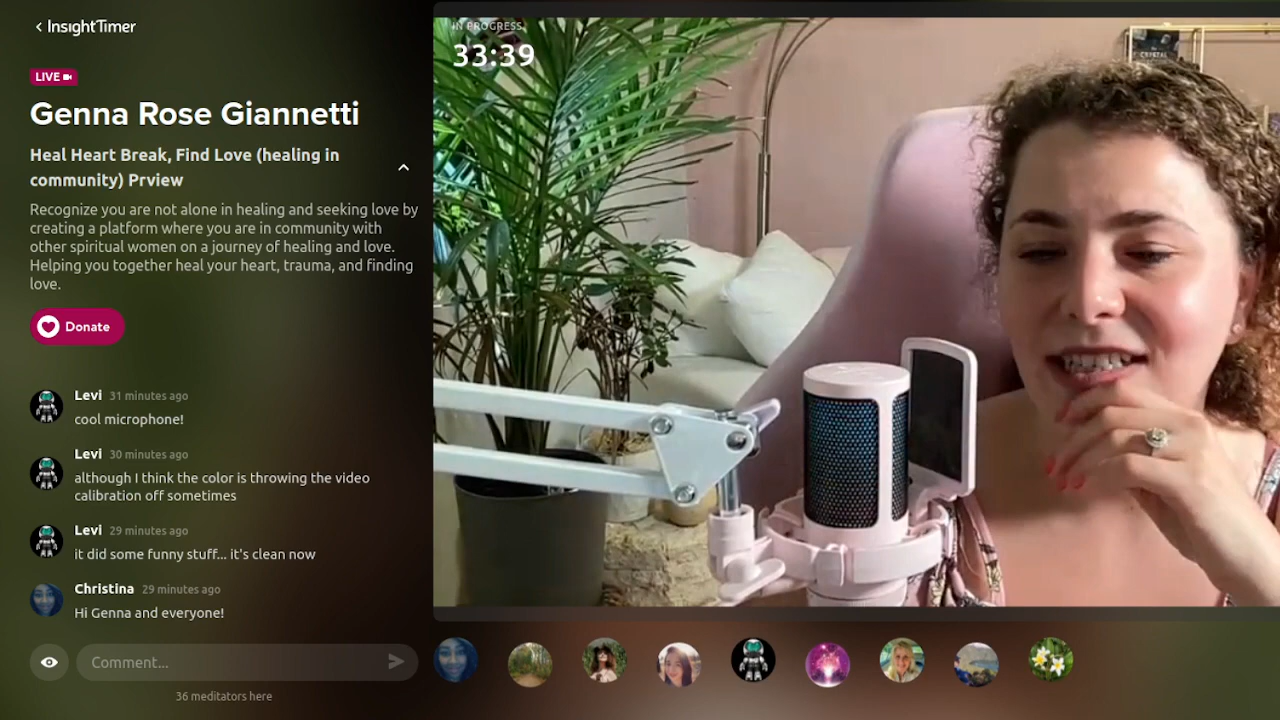 InsightTimer
LIVE
Genna Rose Giannetti
Heal Heart Break, Find Love (healing in
community) Prview
Recognize you are not alone in healing and seeking love by
creating a platform where you are in community with
other spiritual women on a journey of healing and love.
Helping you together heal your heart, trauma, and finding
love.
Donate
Levi 31 minutes ago
cool microphone!
Levi 30 minutes ago
although I think the color is throwing the video
calibration off sometimes
Levi 29 minutes ago
it did some funny stuff... it's clean now
Christina 29 minutes ago
Hi Genna and everyone!
Comment...
36 meditators here
IN PROGRESS
33:39
CRYSTAL